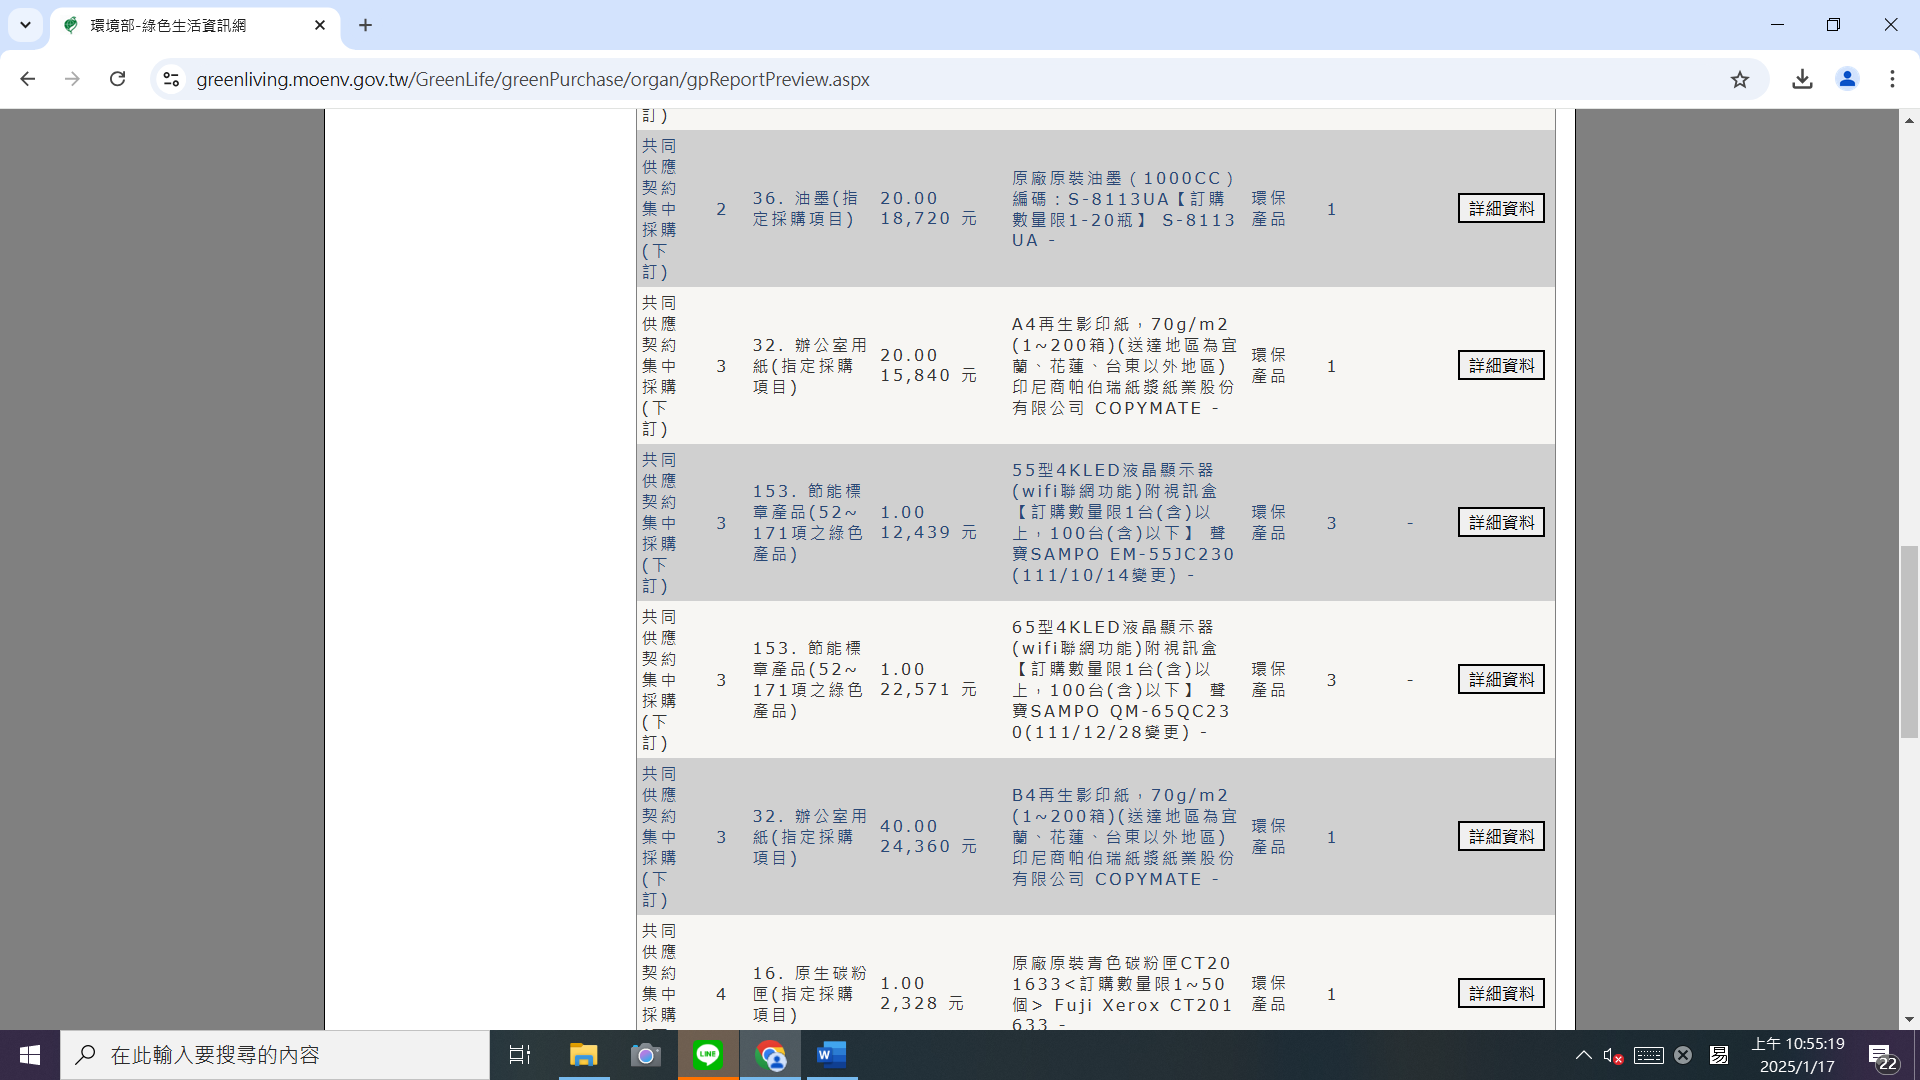 環境部-綠色生活資訊網
greenliving.moenv.gov.tw/GreenLife/greenPurchase/organ/gpReportPreview.aspx
訂)
共同
供應
契約
集中
採購
(下
訂)
2
36. 油墨(指
定採購項目)
20.00
18,720 元
原廠原裝油墨（1000CC）
編碼：S-8113UA【訂購
數量限1-20瓶】 S-8113
UA -
環保
產品
1
詳細資料
共同
供應
契約
集中
採購
(下
訂)
3
32. 辦公室用
紙(指定採購
項目)
20.00
15,840 元
A4再生影印紙，70g/m2
(1~200箱)(送達地區為宜
蘭、花蓮、台東以外地區)
印尼商帕伯瑞紙漿紙業股份
有限公司 COPYMATE -
環保
產品
1
詳細資料
共同
供應
契約
集中
採購
(下
訂)
3
153. 節能標
章產品(52~
171項之綠色
產品)
1.00
12,439 元
55型4KLED液晶顯示器
(wifi聯網功能)附視訊盒
【訂購數量限1台(含)以
上，100台(含)以下】 聲
寶SAMPO EM-55JC230
(111/10/14變更) -
環保
產品
3
-
詳細資料
共同
供應
契約
集中
採購
(下
訂)
3
153. 節能標
章產品(52~
171項之綠色
產品)
1.00
22,571 元
65型4KLED液晶顯示器
(wifi聯網功能)附視訊盒
【訂購數量限1台(含)以
上，100台(含)以下】 聲
寶SAMPO QM-65QC23
0(111/12/28變更) -
環保
產品
3
-
詳細資料
共同
供應
契約
集中
採購
(下
訂)
3
32. 辦公室用
紙(指定採購
項目)
40.00
24,360 元
B4再生影印紙，70g/m2
(1~200箱)(送達地區為宜
蘭、花蓮、台東以外地區)
印尼商帕伯瑞紙漿紙業股份
有限公司 COPYMATE -
環保
產品
1
詳細資料
共同
供應
契約
集中
採購
4
16. 原生碳粉
匣(指定採購
項目)
1.00
2,328 元
原廠原裝青色碳粉匣CT20
1633<訂購數量限1~50
個> Fuji Xerox CT201
633 -
環保
產品
1
詳細資料
在此輸入要搜尋的內容
LINE
W
易
上午 10:55:19
2025/1/17
22